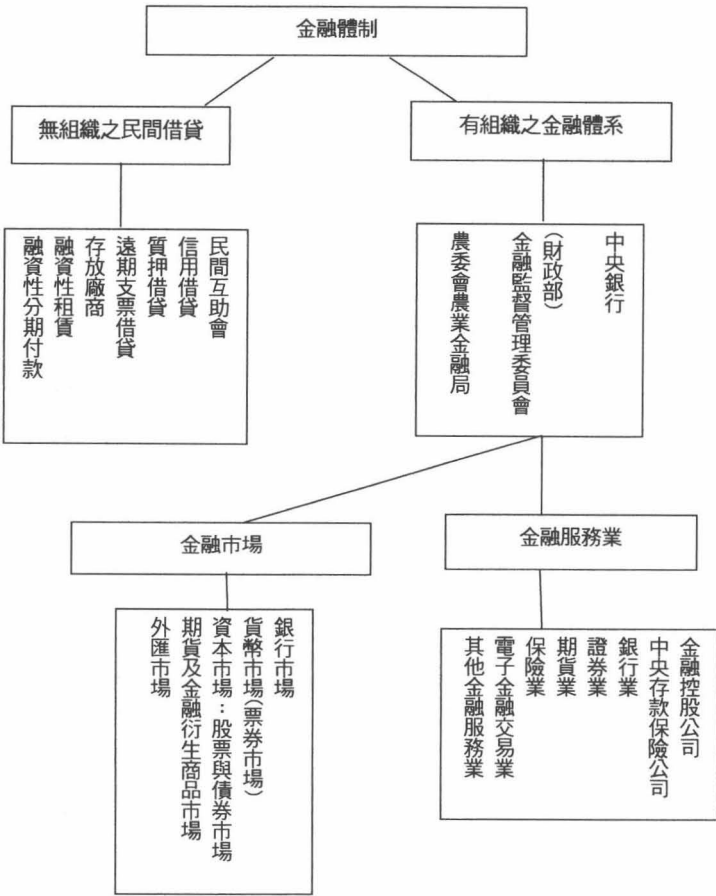 金融體制
無組織之民間借貸
有組織之金融體系
民間互助會
信用借貸
質押借貸
遠期支票借貸
存放廠商
融資性租賃
融資性分期付款
中央銀行
(財政部)
金融監督管理委員會
農委會農業金融局
金融市場
金融服務業
銀行市場
貨幣市場(票券市場)
資本市場：股票與債券市場
期貨及金融衍生商品市場
外匯市場
金融控股公司
中央存款保險公司
銀行業
證券業
期貨業
保險業
電子金融交易業
其他金融服務業